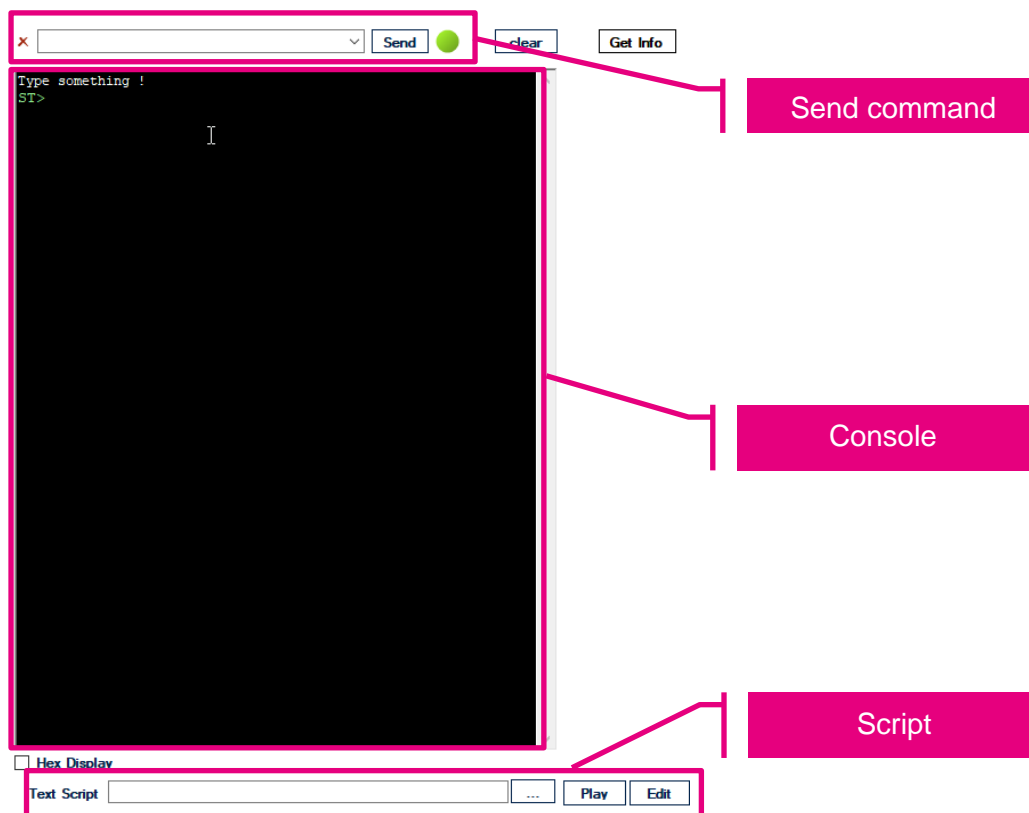 Send clear Get Info
Type something !
ST>
Send command
Console
Script
Hex Display
Text Script ... Play Edit